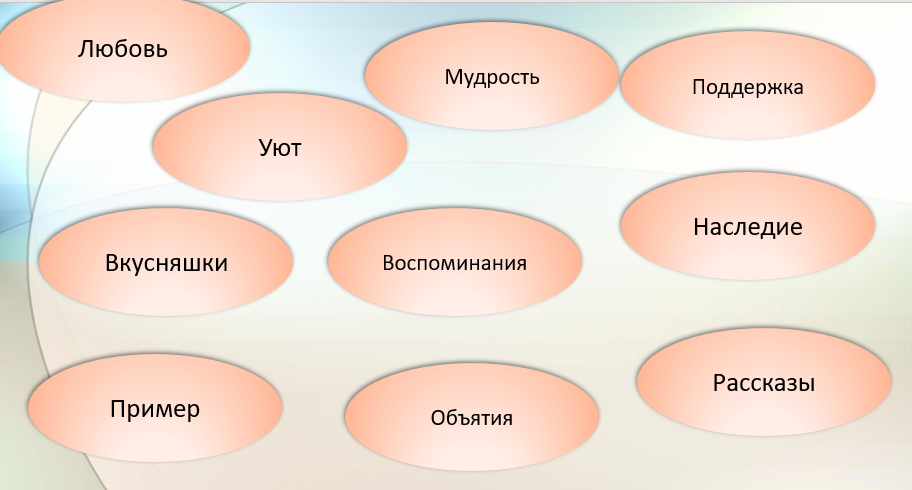 Любовь
Мудрость
Поддержка
Уют
Наследие
Вкусняшки
Воспоминания
Рассказы
Пример
Объятия